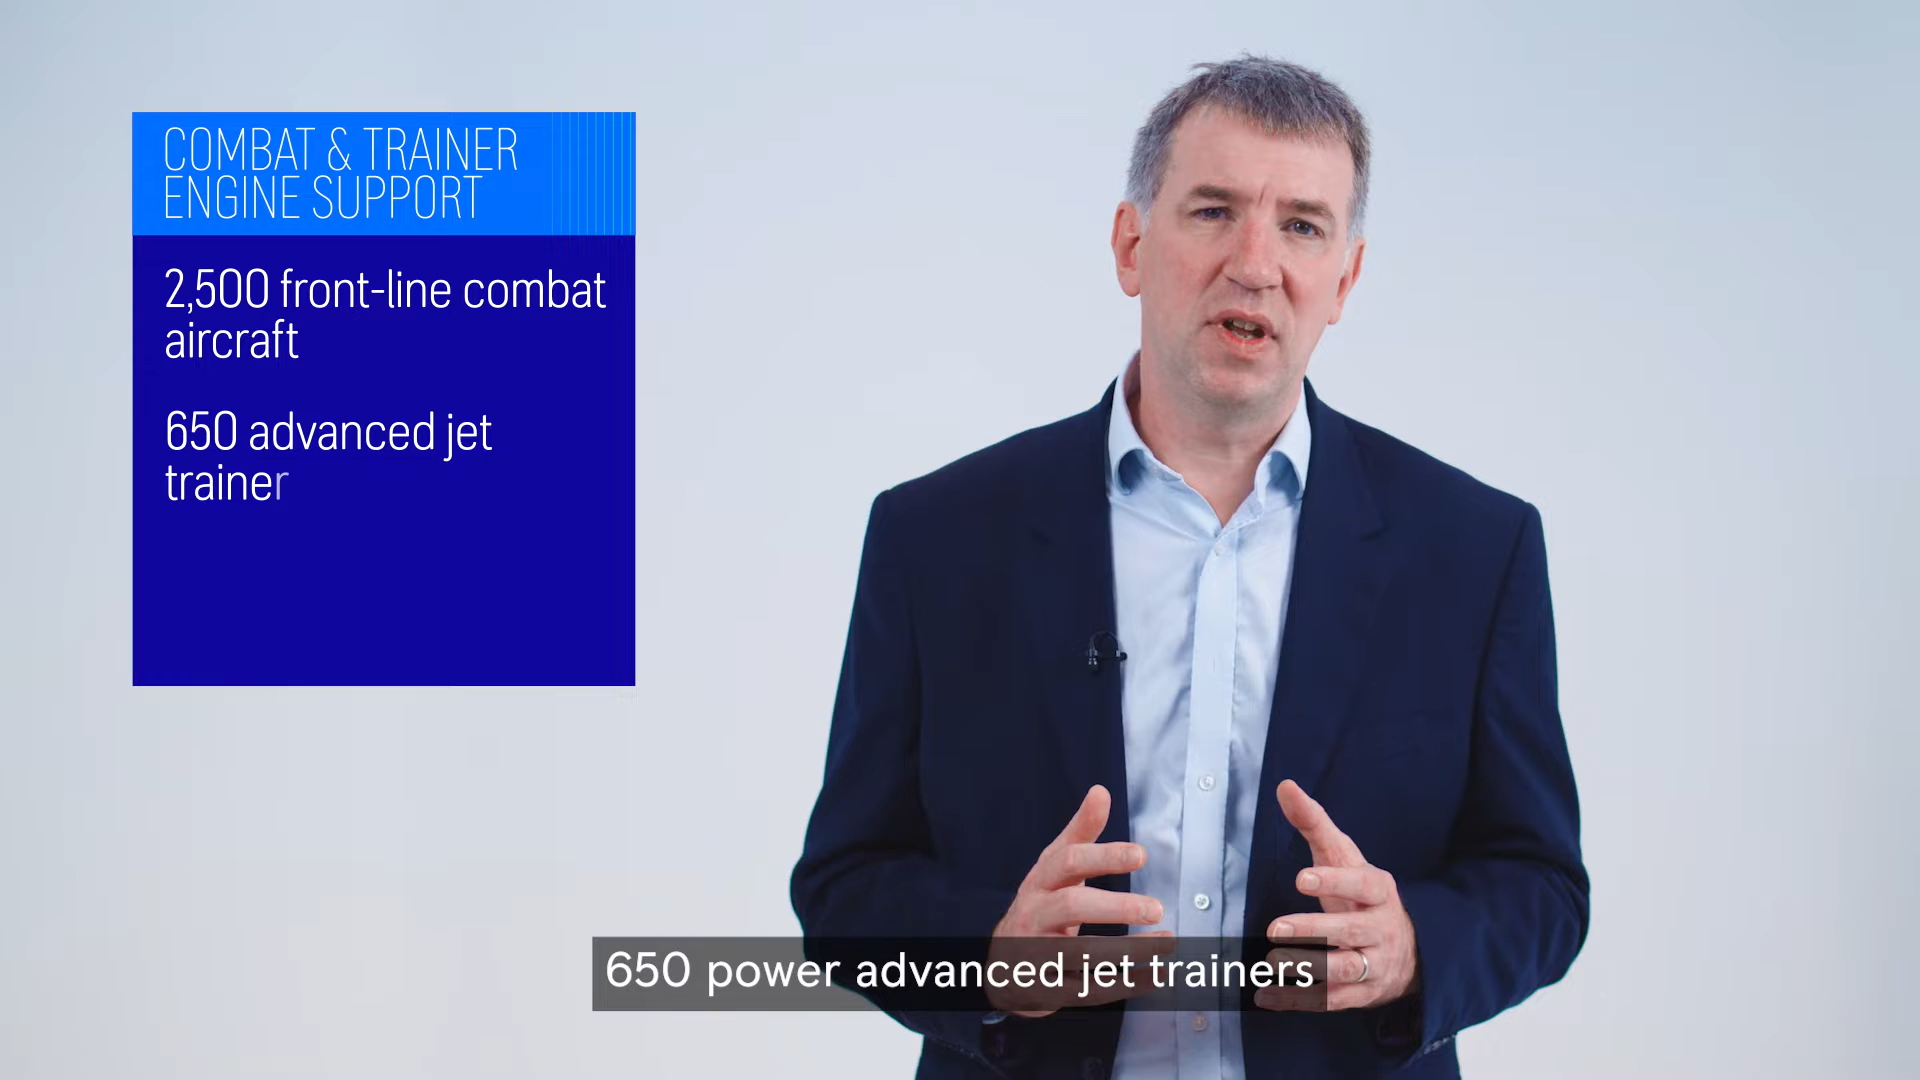 COMBAT & TRAINER
ENGINE SUPPORT
2,500 front-line combat
aircraft
650 advanced jet
trainer
650 power advanced jet trainers